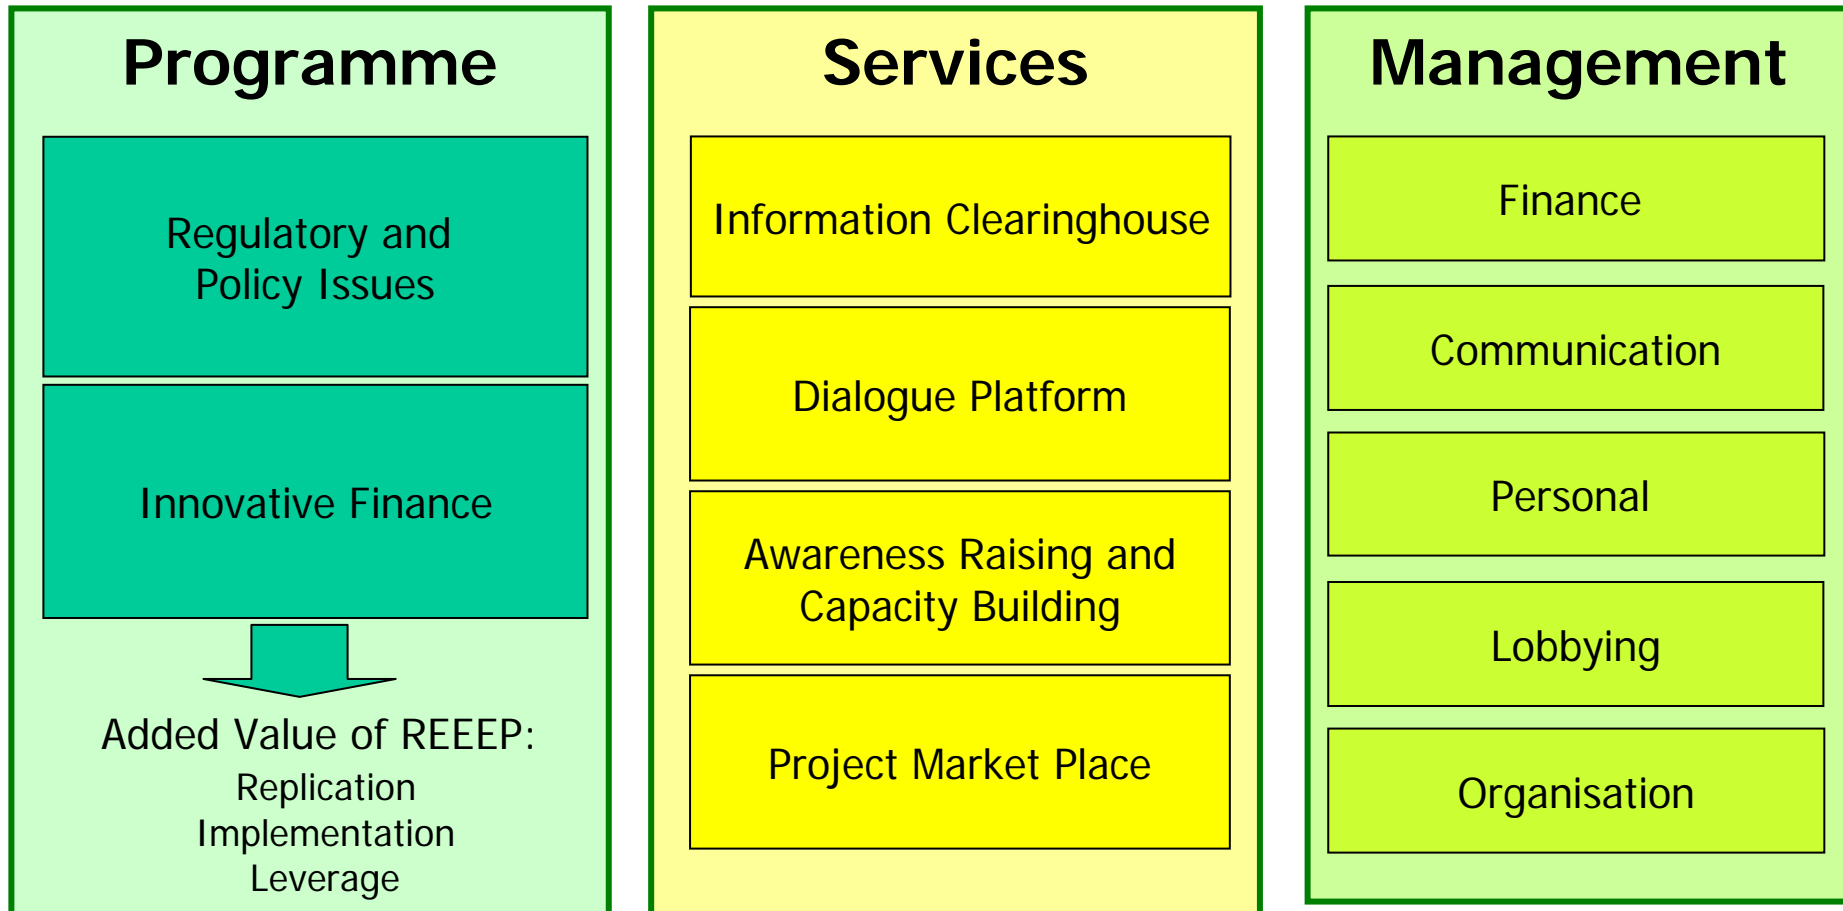 Programme
Regulatory and
Policy Issues
Innovative Finance
Added Value of REEEP:
Replication
Implementation
Leverage
Services
Information Clearinghouse
Dialogue Platform
Awareness Raising and
Capacity Building
Project Market Place
Management
Finance
Communication
Personal
Lobbying
Organisation